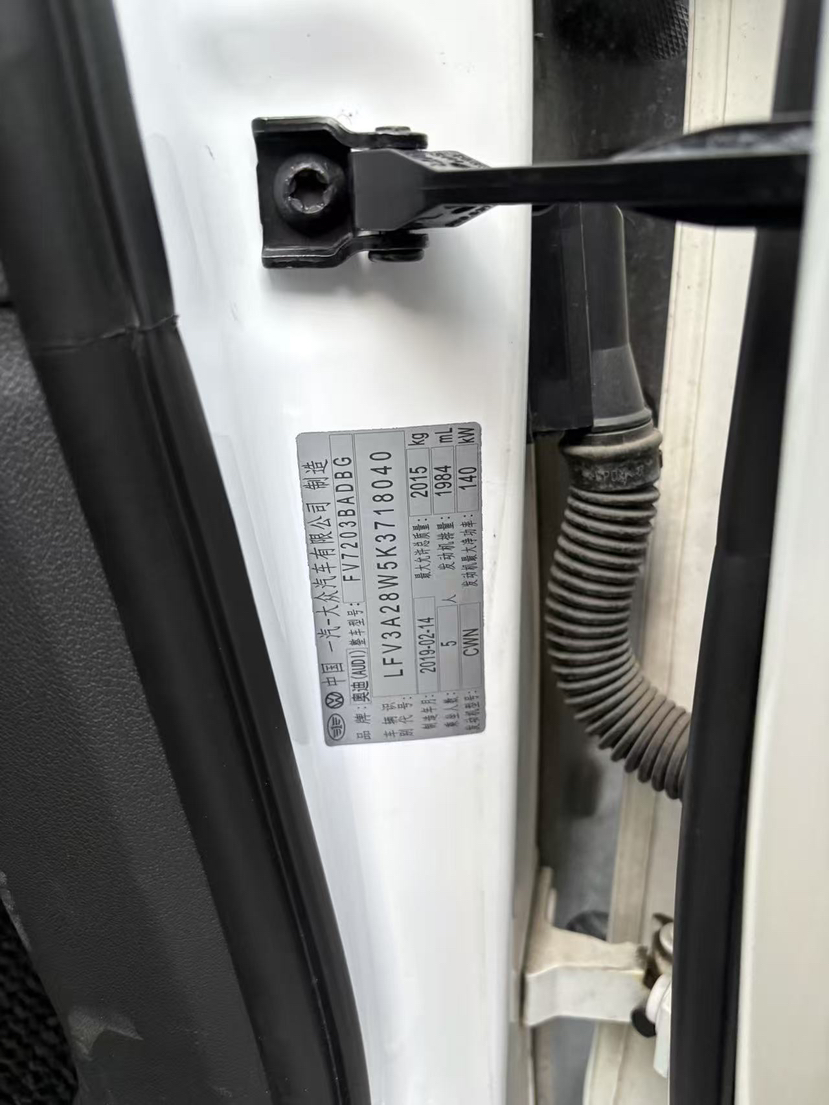 中国 一汽-大众汽车有限公司 制造
品 牌: 奥迪(AUDI) 整车型号: FV7203BADBG
车辆识别代号: LFV3A28W5K3718040
制造年月: 2019-02-14 最大允许总质量: 2015 kg
乘坐人数: 5 人 发动机排量: 1984 mL
发动机型号: CWN 发动机最大净功率: 140 kW